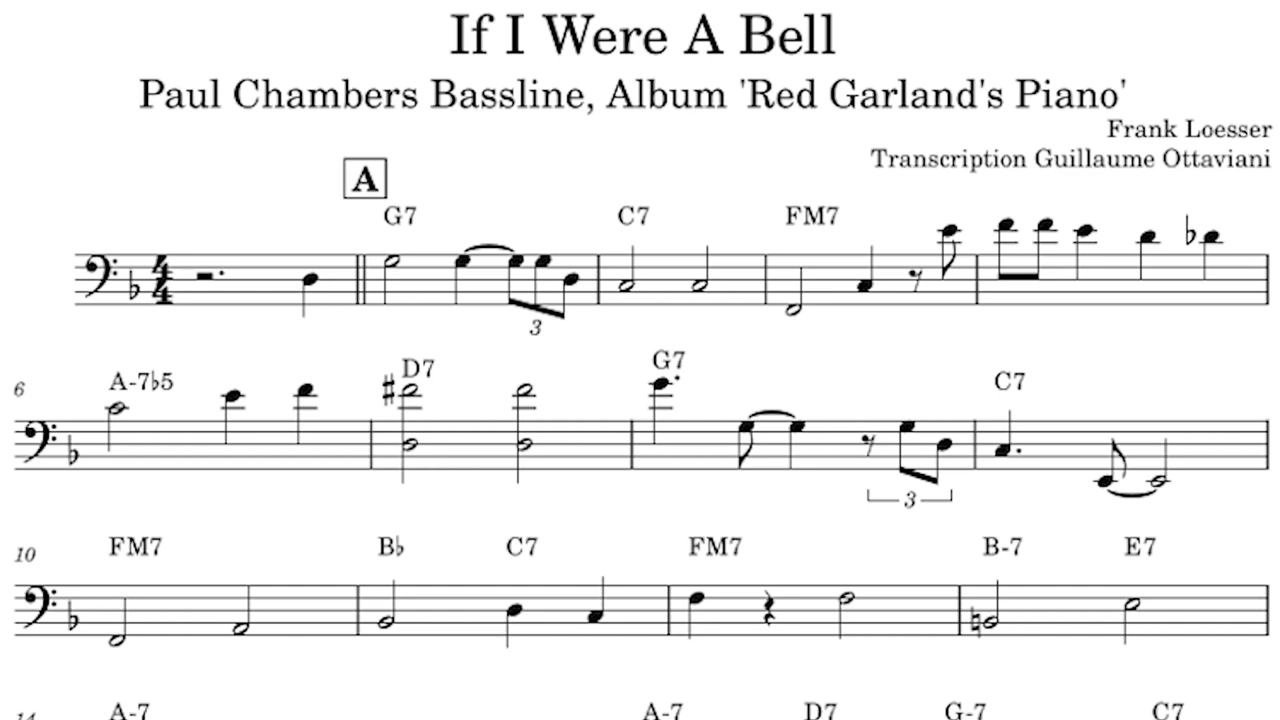 If I Were A Bell
Paul Chambers Bassline, Album 'Red Garland's Piano'
Frank Loesser
Transcription Guillaume Ottaviani
A
G7 C7 FM7
3
6 A-7♭5 D7 G7 C7
3
10 FM7 B♭ C7 FM7 B-7 E7
14 A-7 A-7 D7 G-7 C7